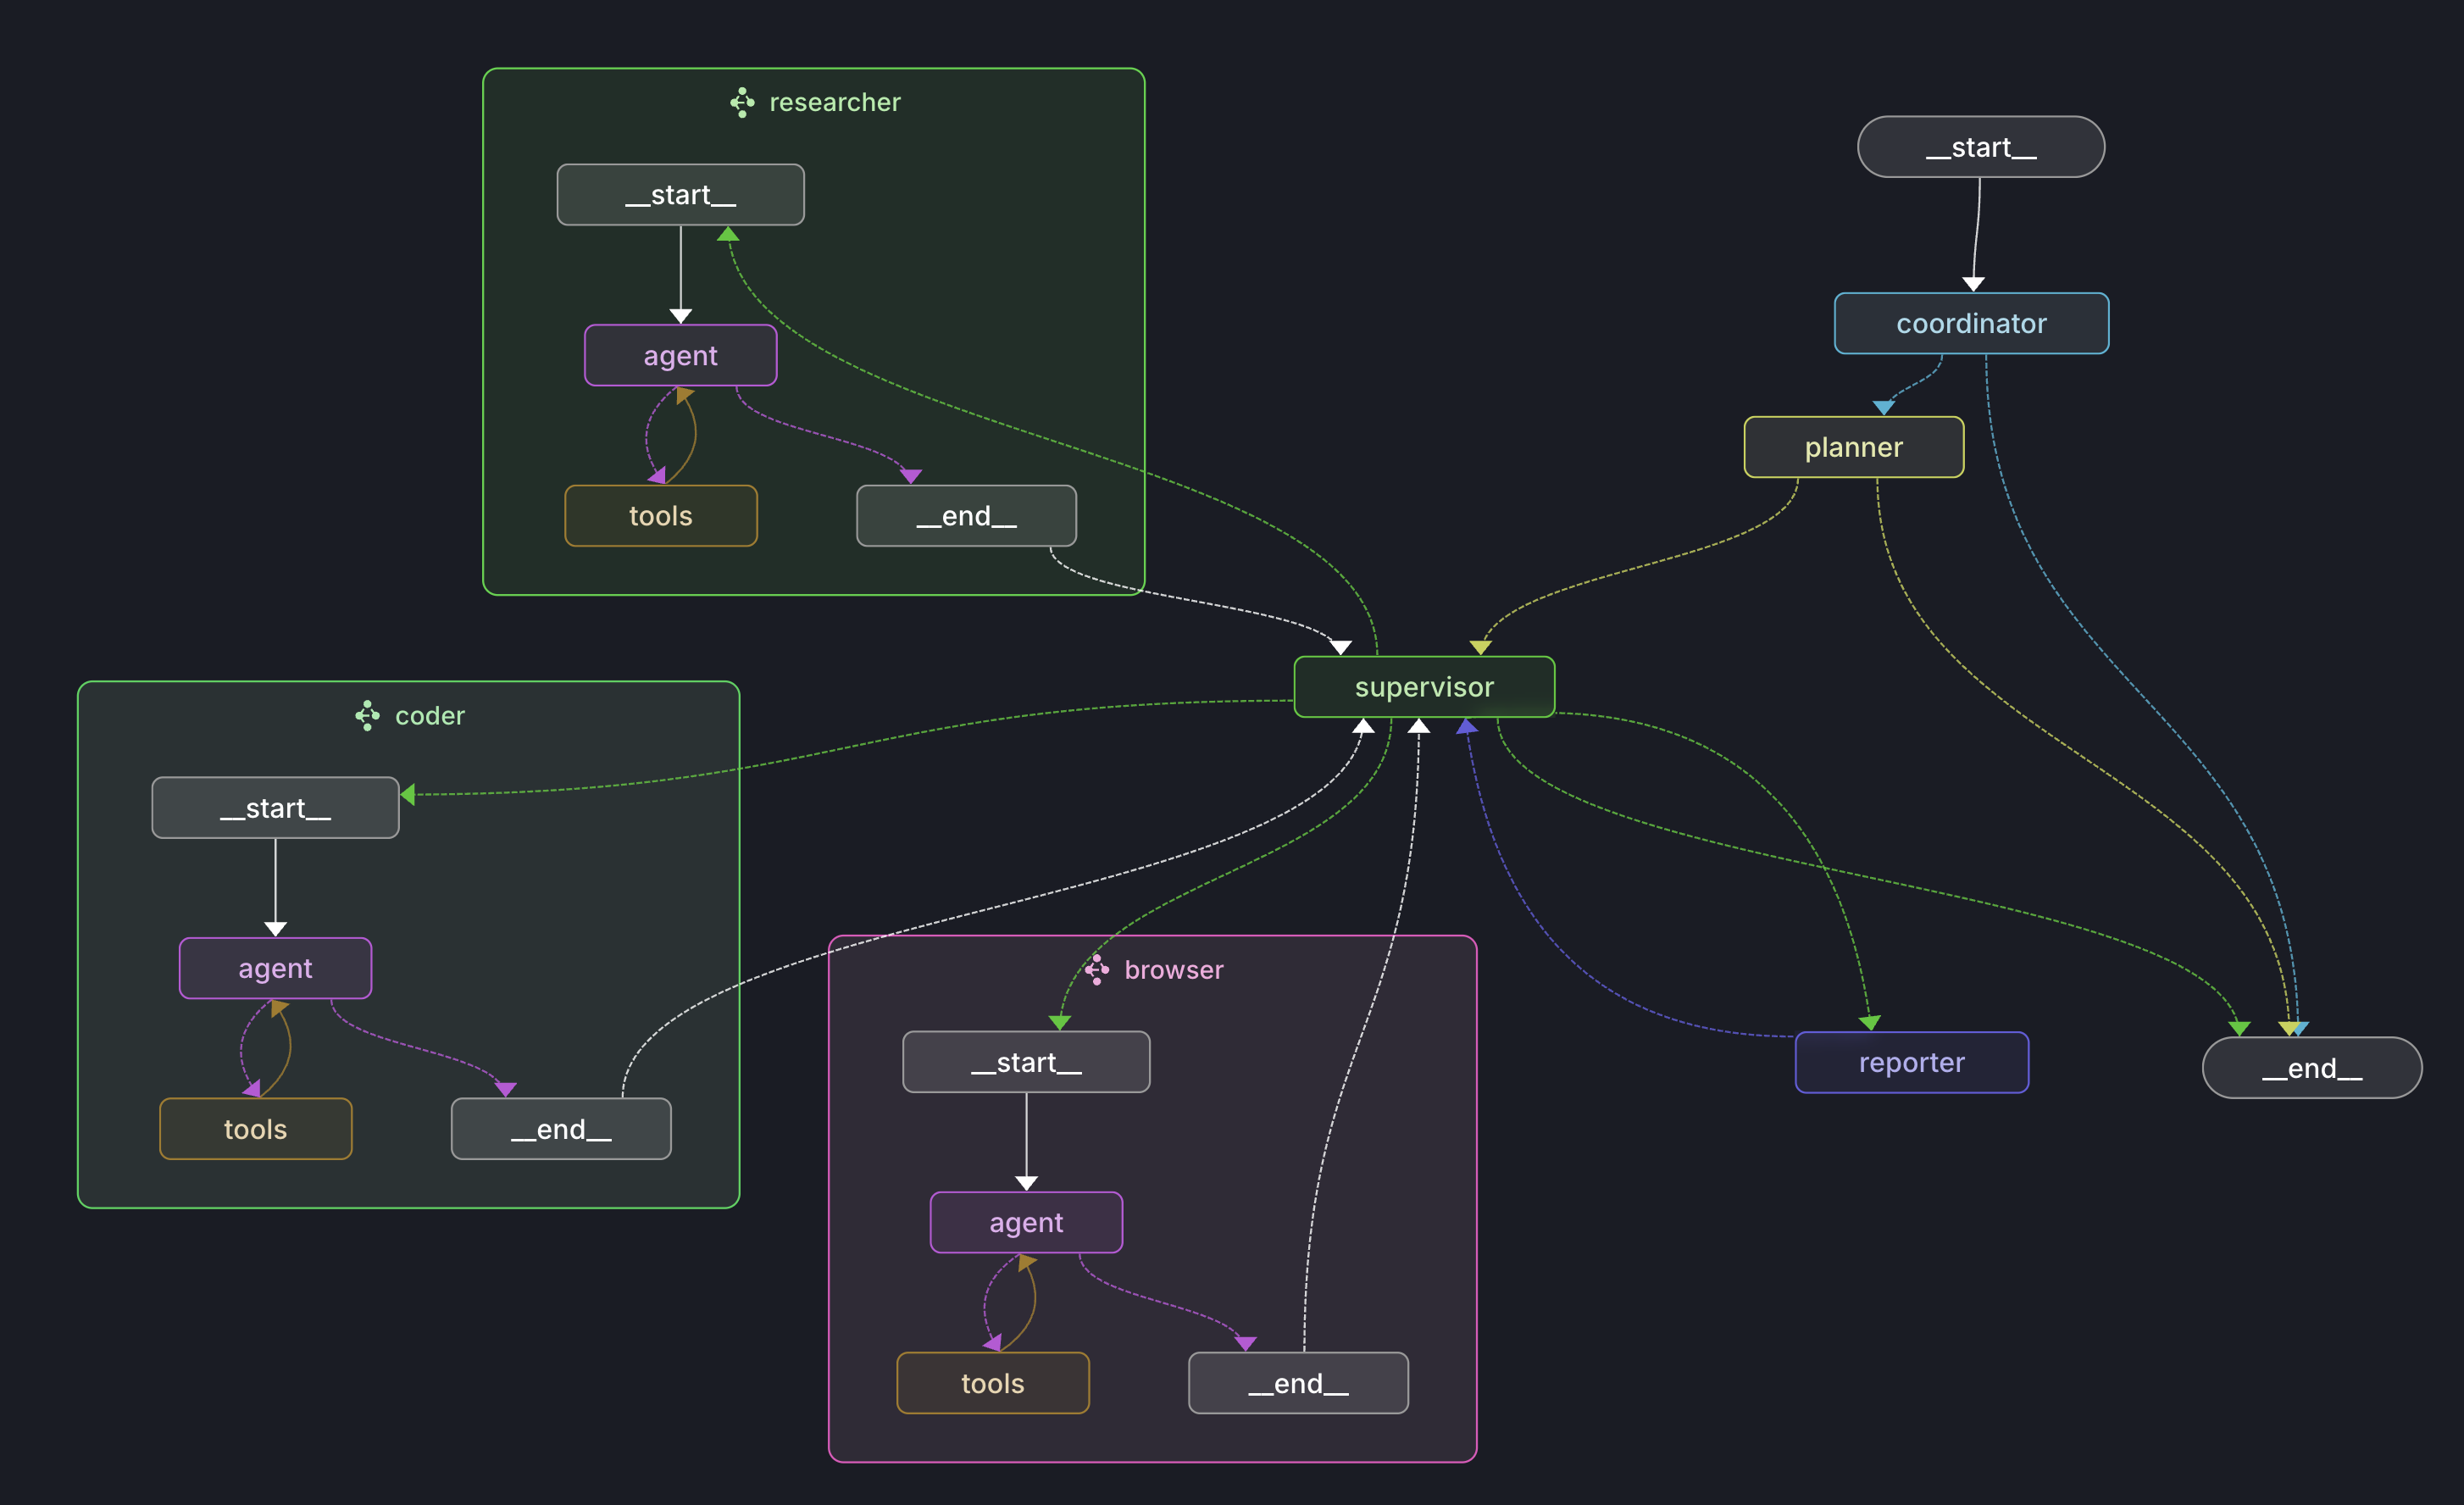 researcher
__start__
agent
tools
__end__
__start__
coordinator
planner
supervisor
coder
__start__
agent
tools
__end__
browser
__start__
agent
tools
__end__
reporter
__end__